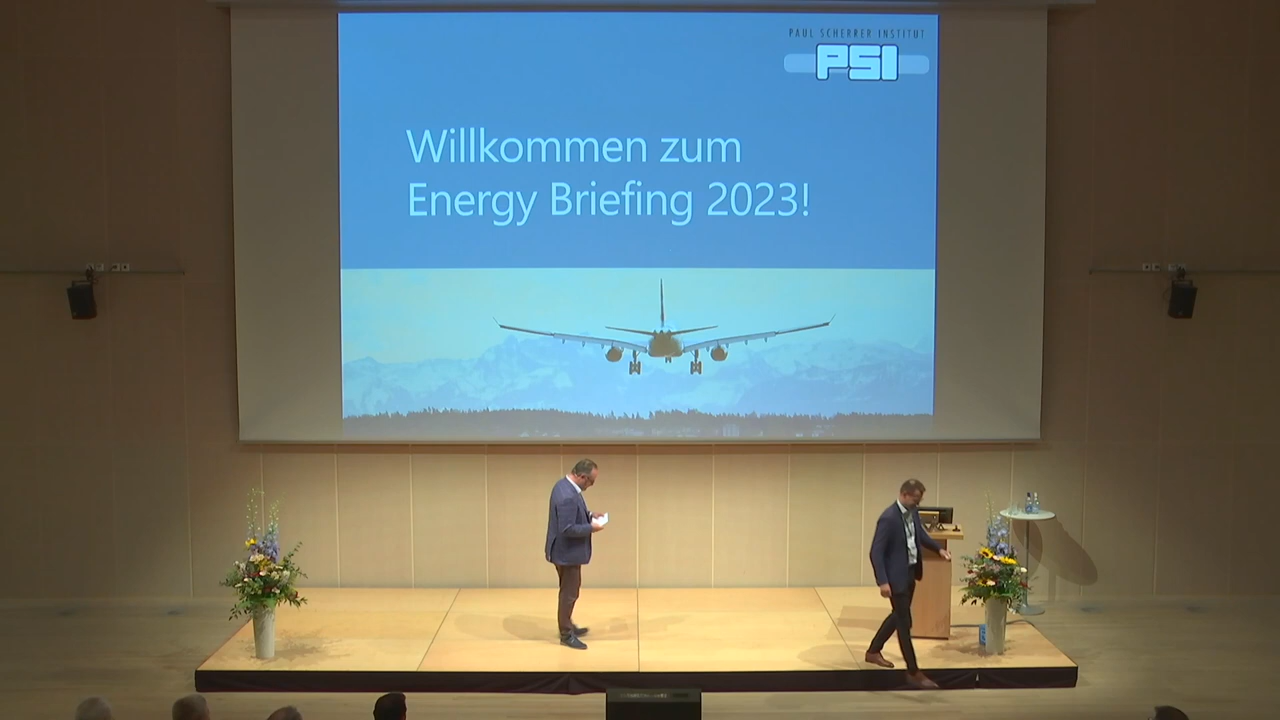 PAUL SCHERRER INSTITUT
PSI
Willkommen zum
Energy Briefing 2023!